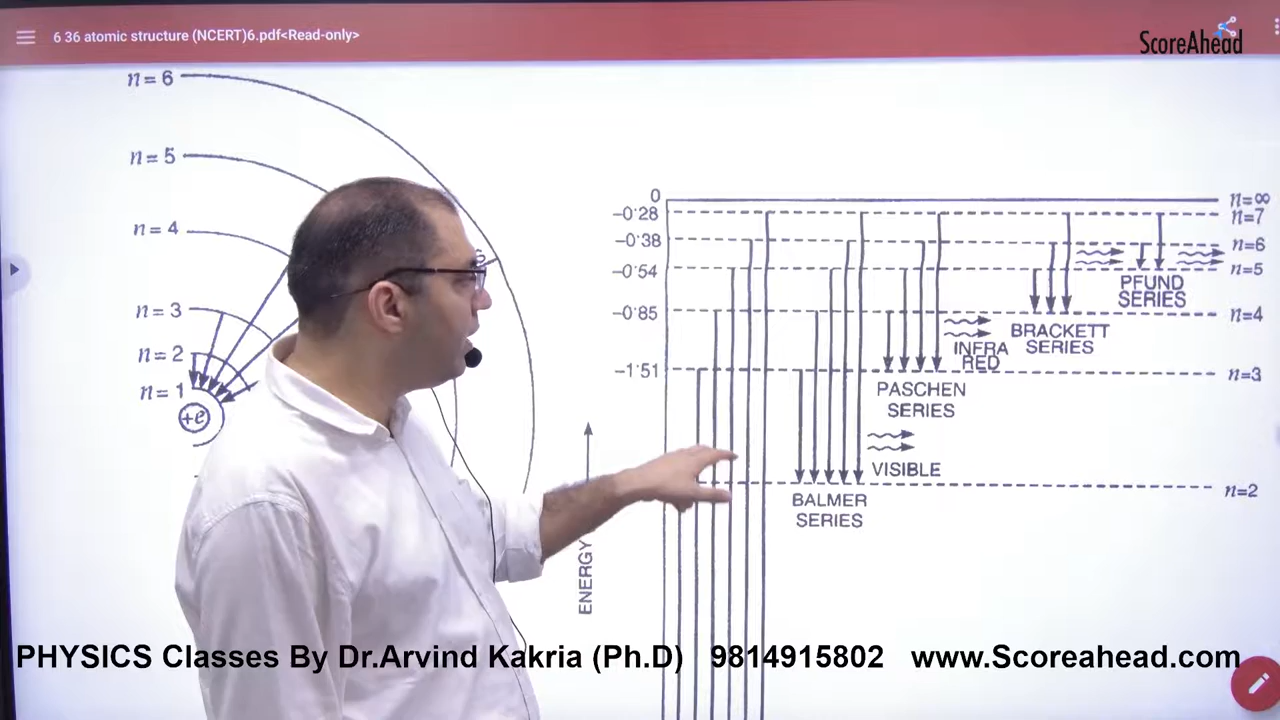 6 36 atomic structure (NCERT)6.pdf<Read-only>
ScoreAhead
n = 6
n = 5
n = 4
n = 3
n = 2
n = 1
+e
0
n=∞
-0·28
n=7
-0·38
n=6
-0·54
n=5
PFUND
SERIES
-0·85
n=4
BRACKETT
SERIES
INFRA
RED
-1·51
n=3
PASCHEN
SERIES
VISIBLE
n=2
BALMER
SERIES
ENERGY
PHYSICS Classes By Dr.Arvind Kakria (Ph.D) 9814915802 www.Scoreahead.com